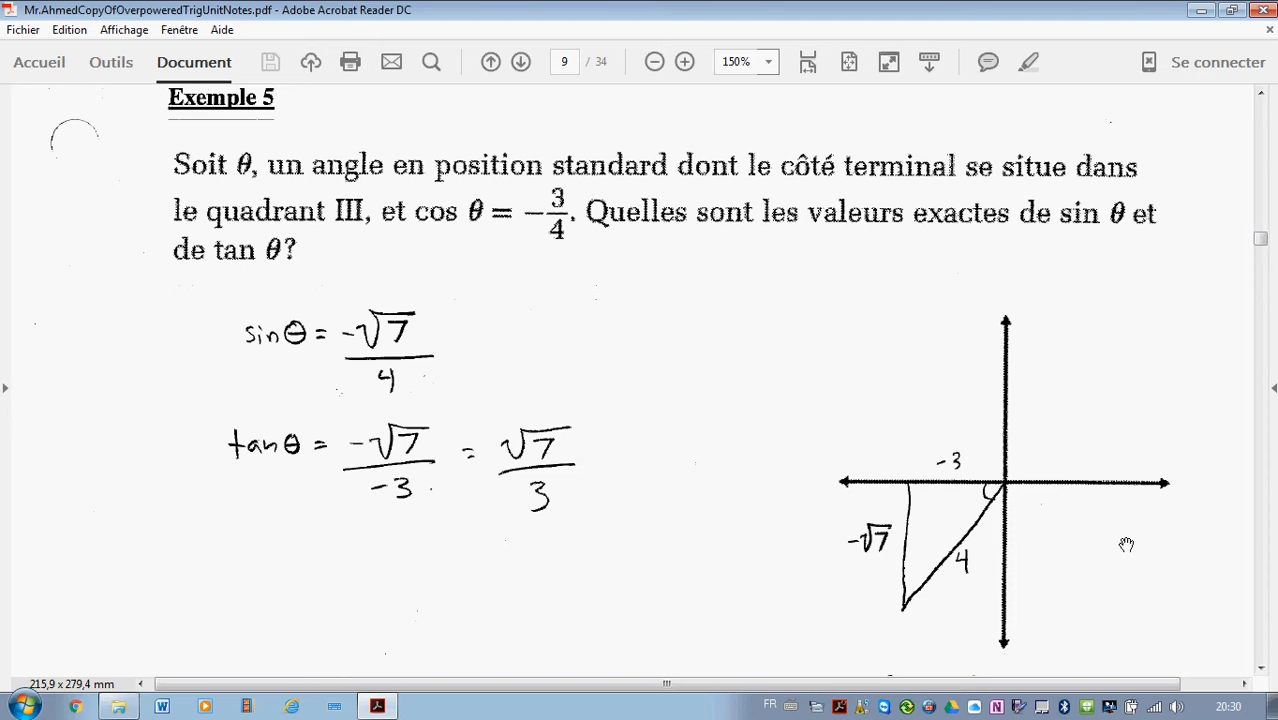 Mr.AhmedCopyOfOverpoweredTrigUnitNotes.pdf - Adobe Acrobat Reader DC
Fichier Edition Affichage Fenêtre Aide
Accueil Outils Document 9 / 34 150% Se connecter
Exemple 5
Soit θ, un angle en position standard dont le côté terminal se situe dans
le quadrant III, et cos θ = −3/4. Quelles sont les valeurs exactes de sin θ et
de tan θ?
sinθ = -√7/4
tanθ = -√7/-3 = √7/3
-3
-√7
4
215,9 x 279,4 mm
FR 20:30